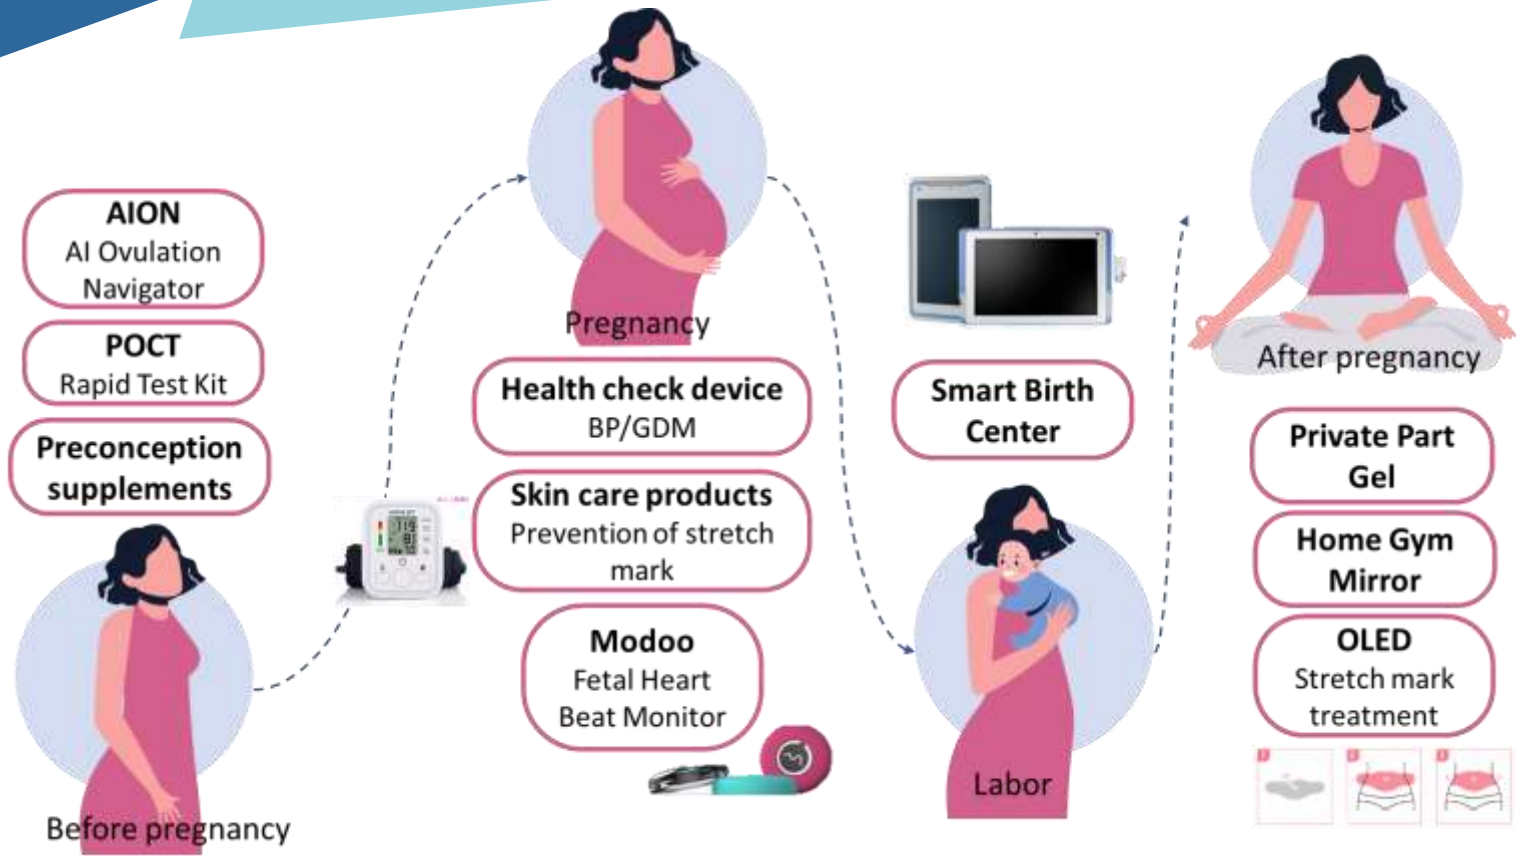 AION
AI Ovulation
Navigator
POCT
Rapid Test Kit
Preconception
supplements
Before pregnancy
Pregnancy
Health check device
BP/GDM
Skin care products
Prevention of stretch
mark
Modoo
Fetal Heart
Beat Monitor
Smart Birth
Center
Labor
After pregnancy
Private Part
Gel
Home Gym
Mirror
OLED
Stretch mark
treatment